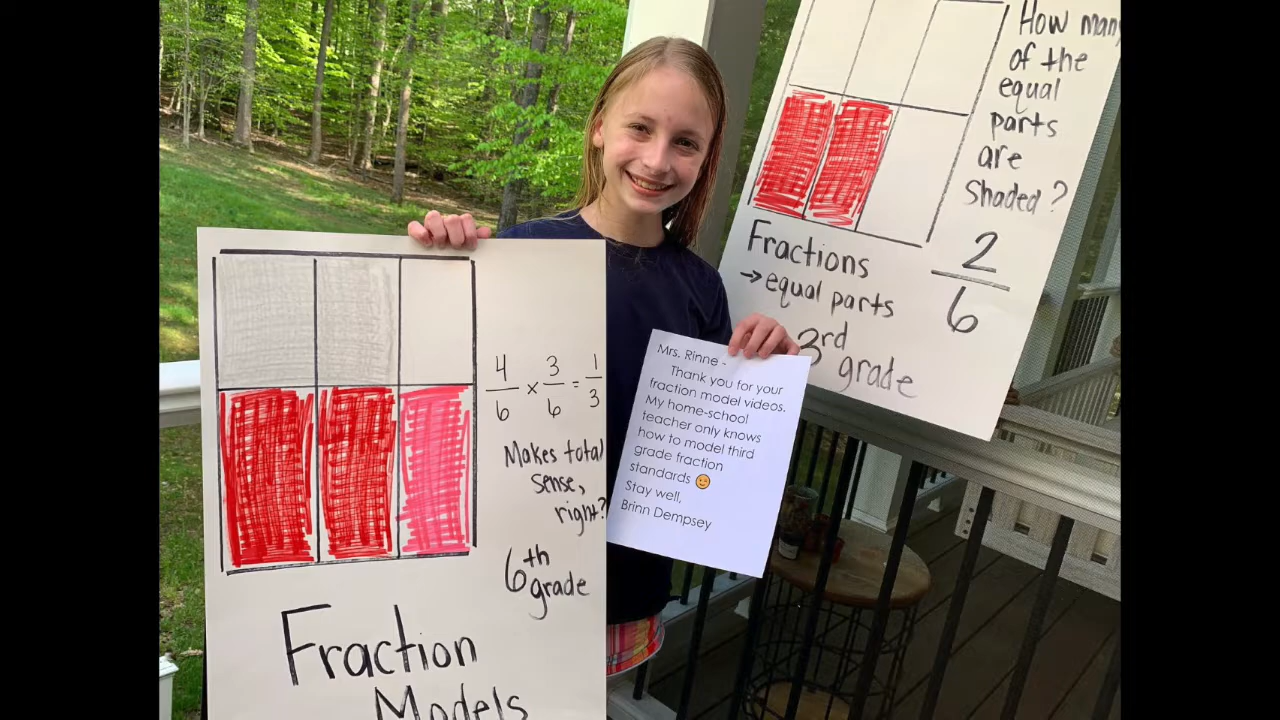 4/6 × 3/6 = 1/3
Makes total
sense,
right?
6th
grade
Fraction
Models
Mrs. Rinne -
Thank you for your
fraction model videos.
My home-school
teacher only knows
how to model third
grade fraction
standards 😉
Stay well,
Brinn Dempsey
How many
of the
equal
parts
are
shaded?
2/6
Fractions
→ equal parts
3rd
grade